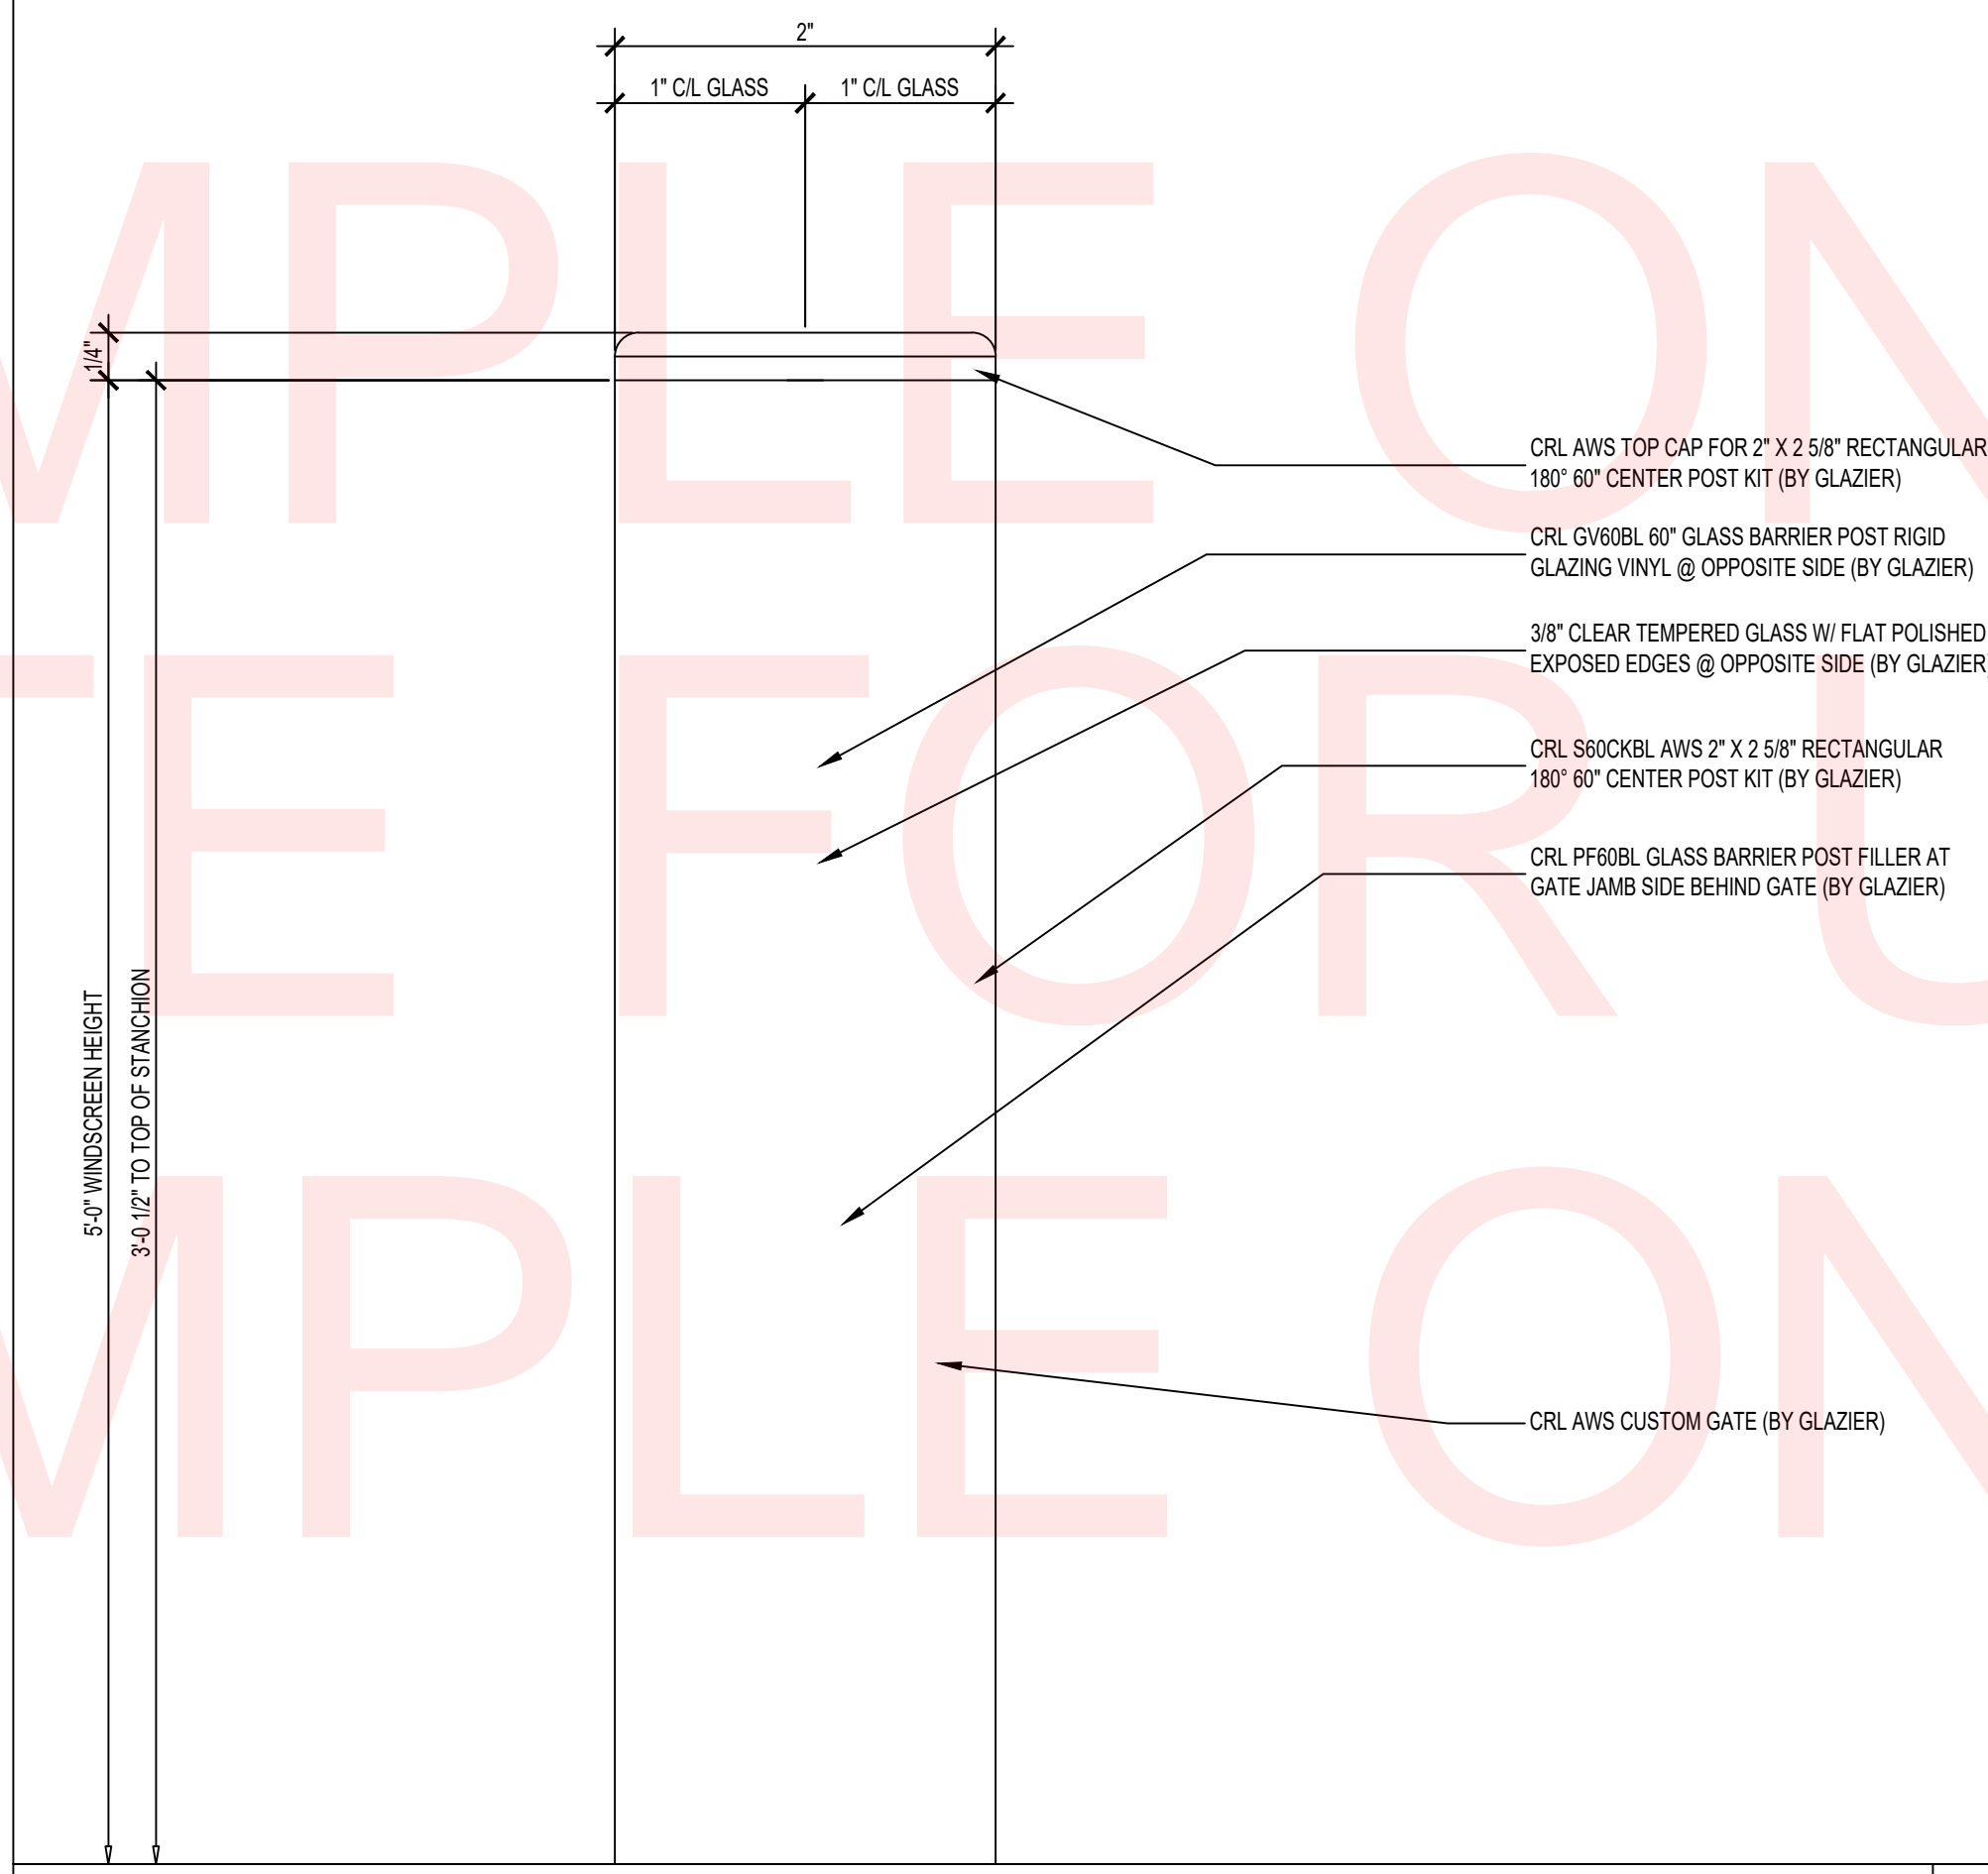 2"
1" C/L GLASS 1" C/L GLASS
1/4"
CRL AWS TOP CAP FOR 2" X 2 5/8" RECTANGULAR
180° 60" CENTER POST KIT (BY GLAZIER)
CRL GV60BL 60" GLASS BARRIER POST RIGID
GLAZING VINYL @ OPPOSITE SIDE (BY GLAZIER)
3/8" CLEAR TEMPERED GLASS W/ FLAT POLISHED
EXPOSED EDGES @ OPPOSITE SIDE (BY GLAZIER)
CRL S60CKBL AWS 2" X 2 5/8" RECTANGULAR
180° 60" CENTER POST KIT (BY GLAZIER)
CRL PF60BL GLASS BARRIER POST FILLER AT
GATE JAMB SIDE BEHIND GATE (BY GLAZIER)
5'-0" WINDSCREEN HEIGHT
3'-0 1/2" TO TOP OF STANCHION
CRL AWS CUSTOM GATE (BY GLAZIER)
MPLE ON
TE FOR U
MPLE ON